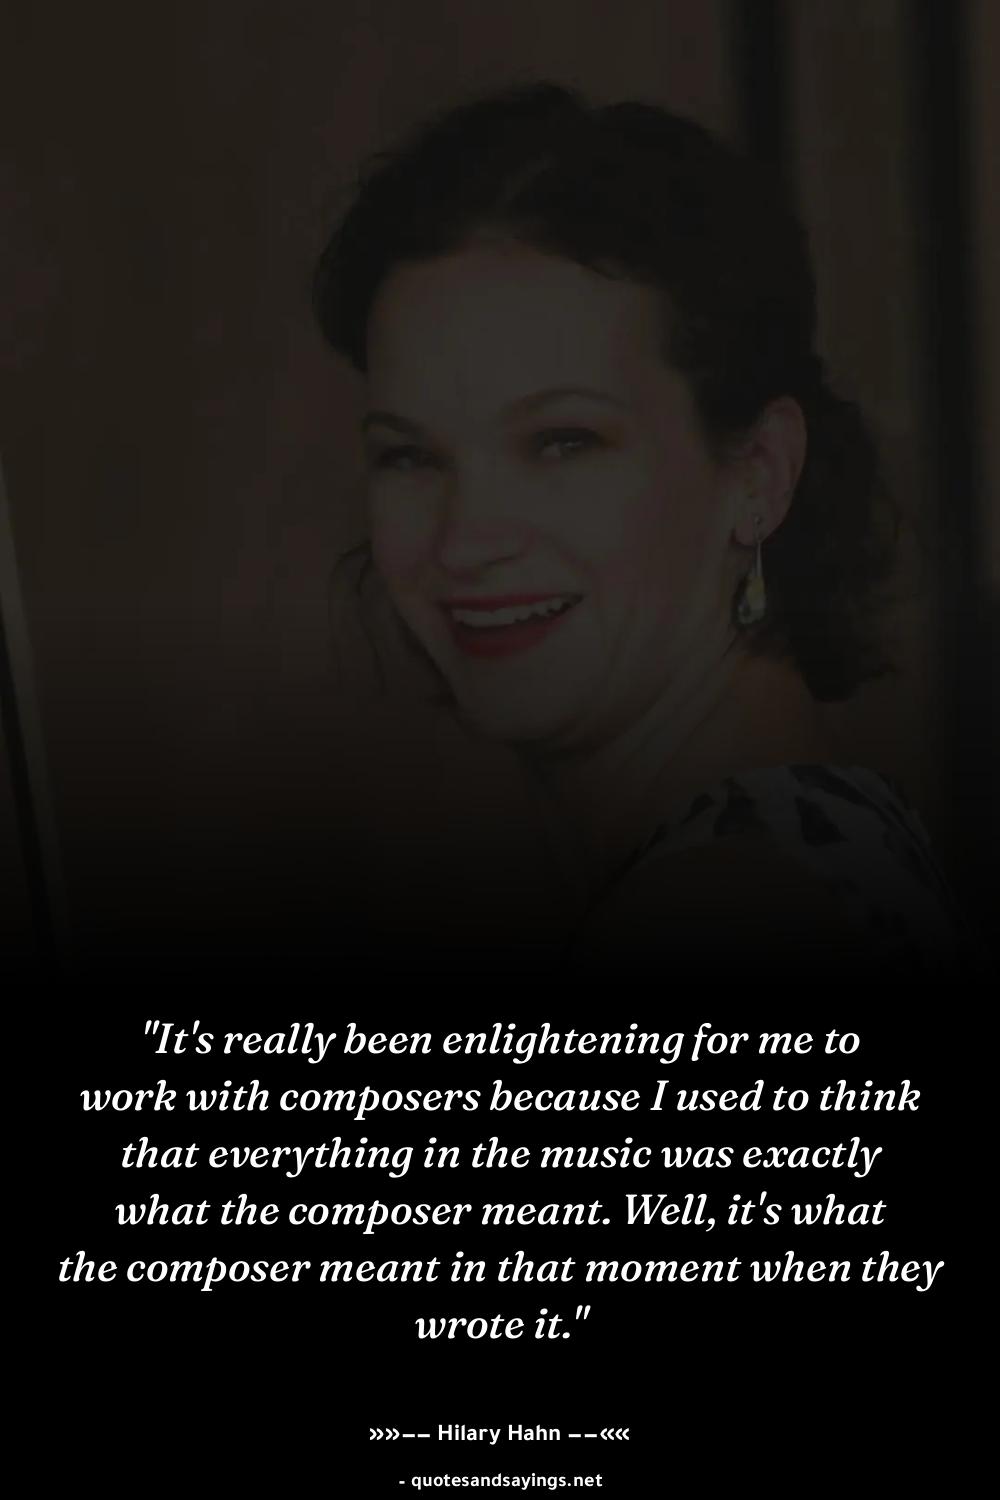 "It's really been enlightening for me to
work with composers because I used to think
that everything in the music was exactly
what the composer meant. Well, it's what
the composer meant in that moment when they
wrote it."
»»−− Hilary Hahn −−««
- quotesandsayings.net